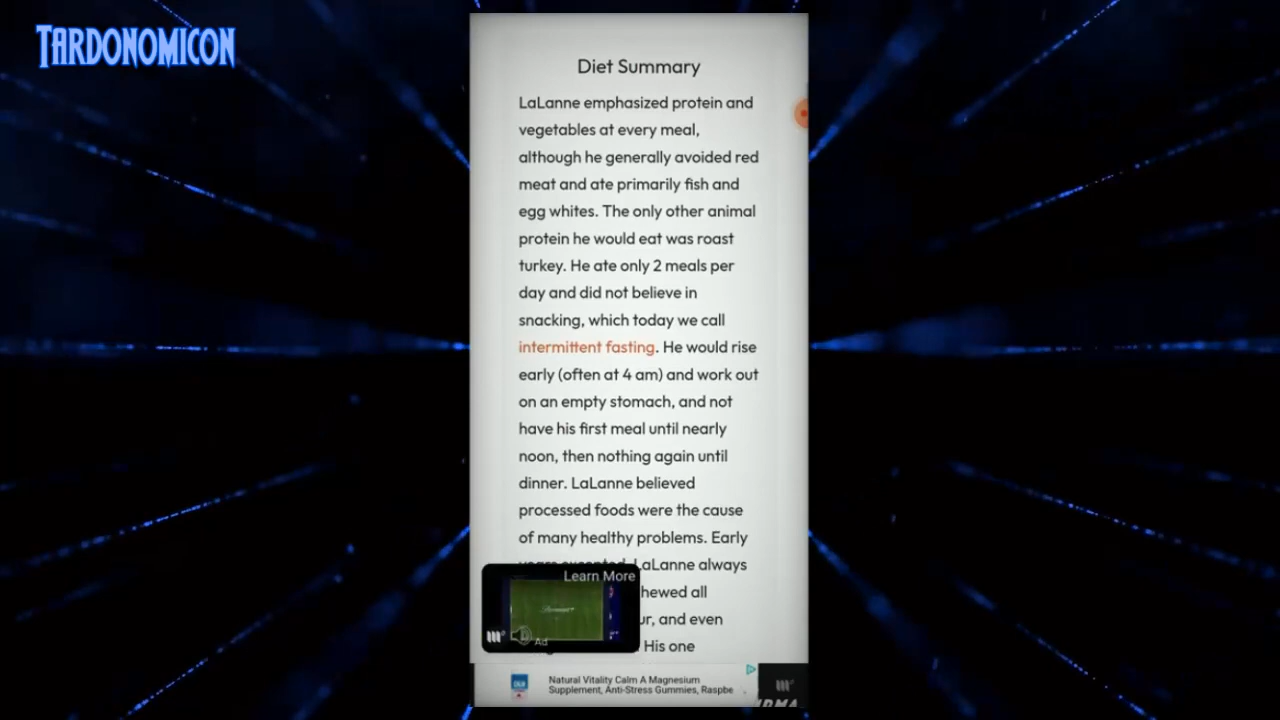 TARDONOMICON
Diet Summary
LaLanne emphasized protein and
vegetables at every meal,
although he generally avoided red
meat and ate primarily fish and
egg whites. The only other animal
protein he would eat was roast
turkey. He ate only 2 meals per
day and did not believe in
snacking, which today we call
intermittent fasting. He would rise
early (often at 4 am) and work out
on an empty stomach, and not
have his first meal until nearly
noon, then nothing again until
dinner. LaLanne believed
processed foods were the cause
of many healthy problems. Early
LaLanne always
hewed all
ur, and even
His one
Learn More
Ad
Natural Vitality Calm A Magnesium
Supplement, Anti-Stress Gummies, Raspbe